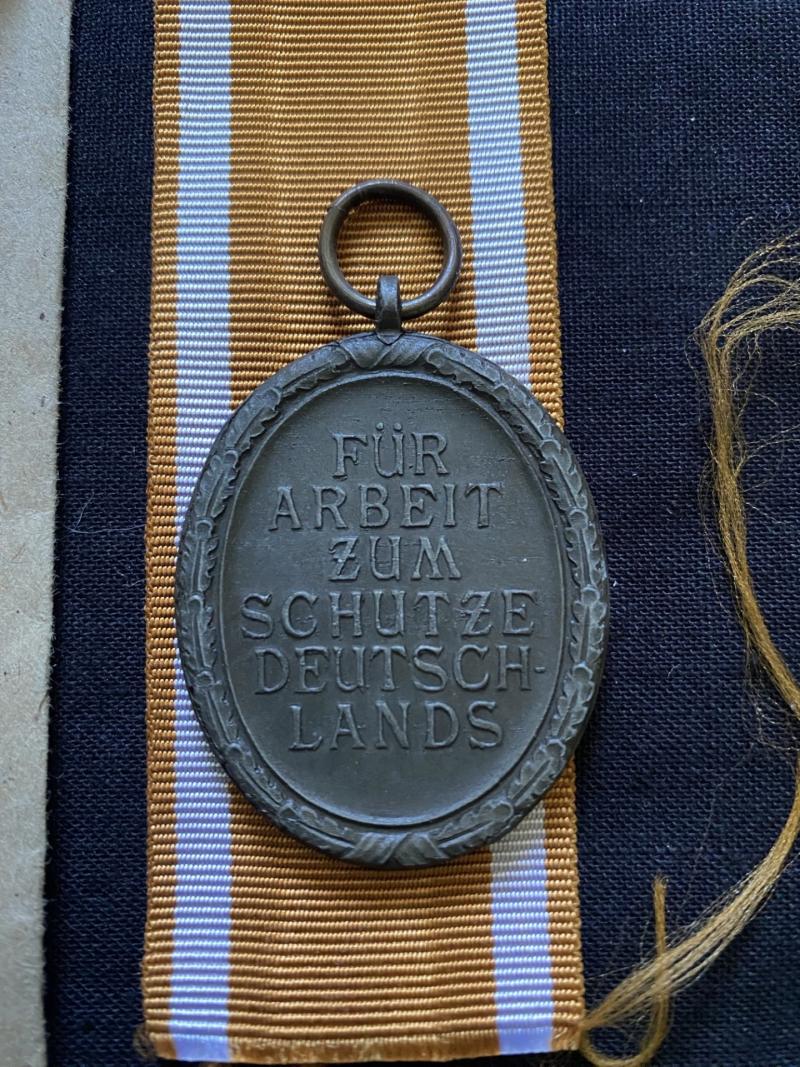 FÜR
ARBEIT
ZUM
SCHUTZE
DEUTSCH-
LANDS